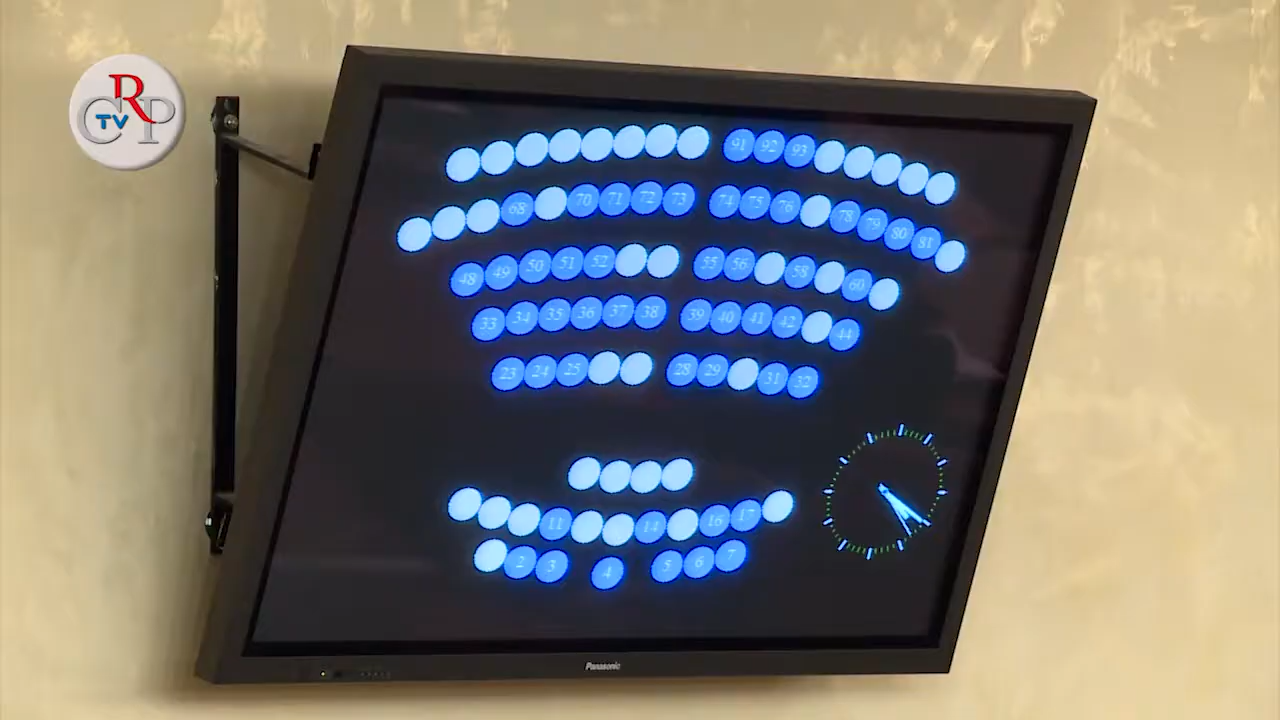 CRP
TV
91 92 93
68 70 71 72 73 74 75 76 78 79 80 81
48 49 50 51 52 55 56 58 60
33 34 35 36 37 38 39 40 41 42 44
23 24 25 28 29 31 32
11 14 16 17
2 3 4 5 6 7
Panasonic